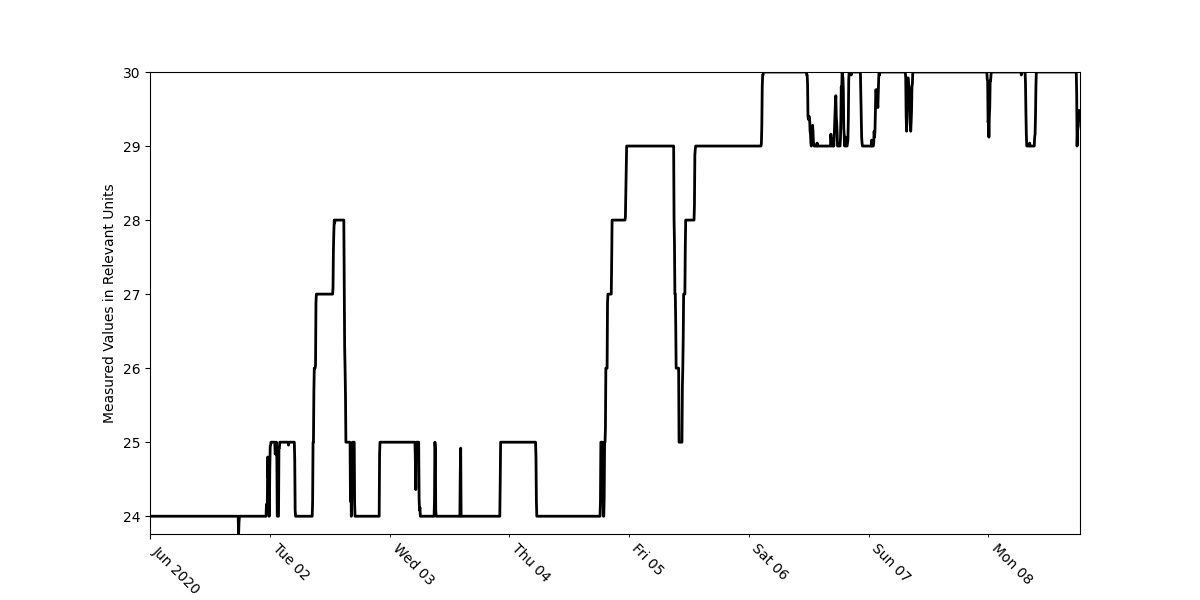 30
29
28
27
26
25
24
Measured Values in Relevant Units
Jun 2020
Tue 02
Wed 03
Thu 04
Fri 05
Sat 06
Sun 07
Mon 08